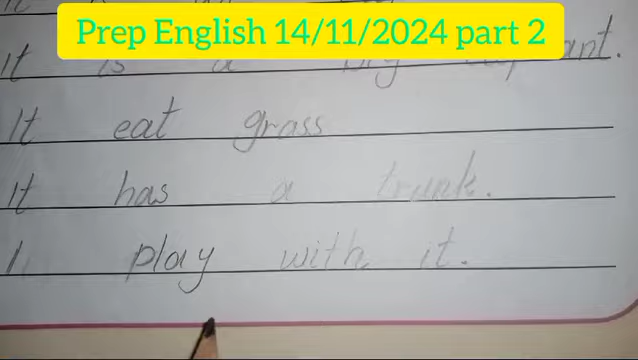 Prep English 14/11/2024 part 2
It is a big elephant.
It eat grass
It has a trunk.
I play with it.